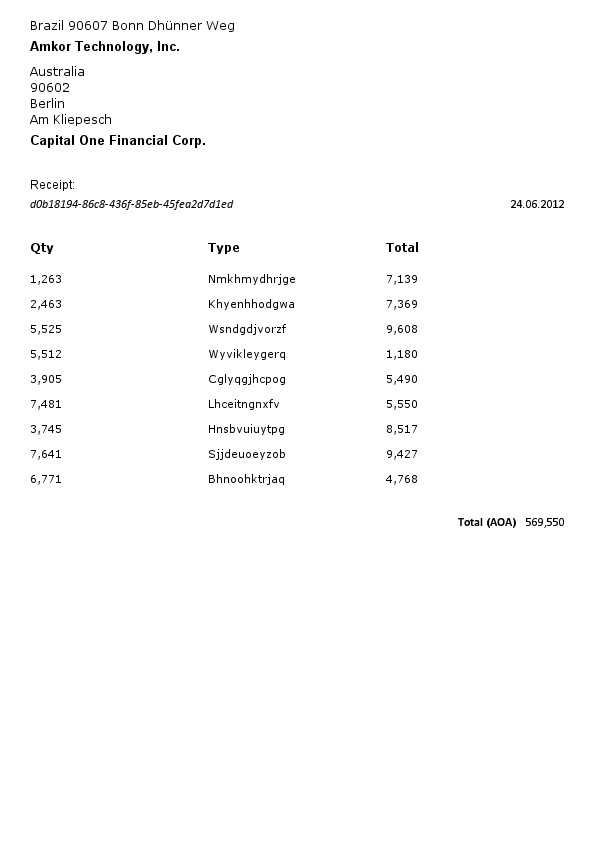 Brazil 90607 Bonn Dhünner Weg
Amkor Technology, Inc.
Australia
90602
Berlin
Am Kliepesch
Capital One Financial Corp.
Receipt:
d0b18194-86c8-436f-85eb-45fea2d7d1ed 24.06.2012
Qty Type Total
1,263 Nmkhmydhrjge 7,139
2,463 Khyenhhodgwa 7,369
5,525 Wsndgdjvorzf 9,608
5,512 Wyvikleygerq 1,180
3,905 Cglyqgjhcpog 5,490
7,481 Lhceitngnxfv 5,550
3,745 Hnsbvuiuytpg 8,517
7,641 Sjjdeuoeyzob 9,427
6,771 Bhnoohktrjaq 4,768
Total (AOA) 569,550